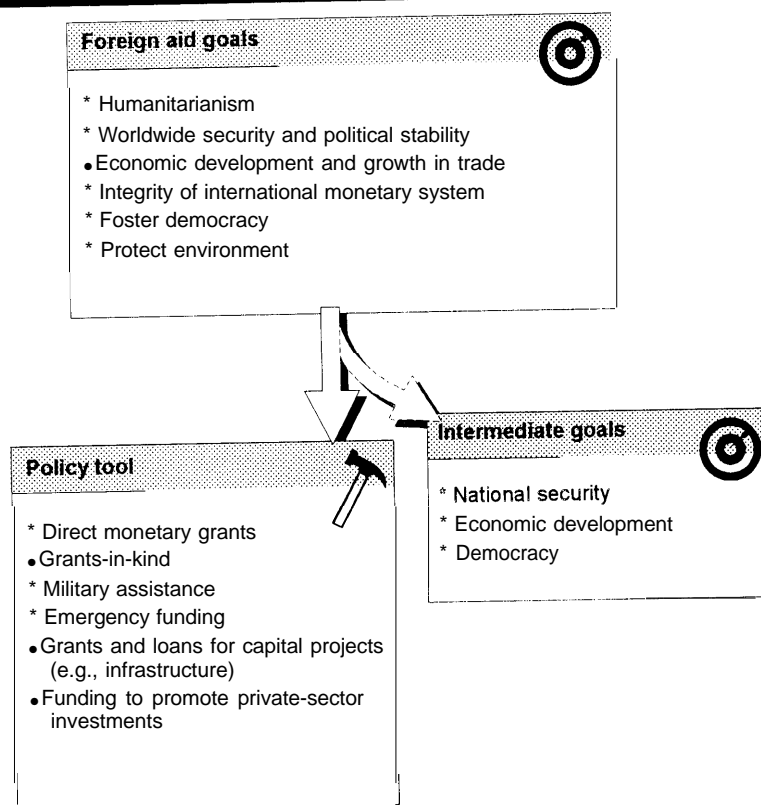 Foreign aid goals
* Humanitarianism
* Worldwide security and political stability
• Economic development and growth in trade
* Integrity of international monetary system
* Foster democracy
* Protect environment
Policy tool
* Direct monetary grants
• Grants-in-kind
* Military assistance
* Emergency funding
• Grants and loans for capital projects
(e.g., infrastructure)
• Funding to promote private-sector
investments
Intermediate goals
* National security
* Economic development
* Democracy